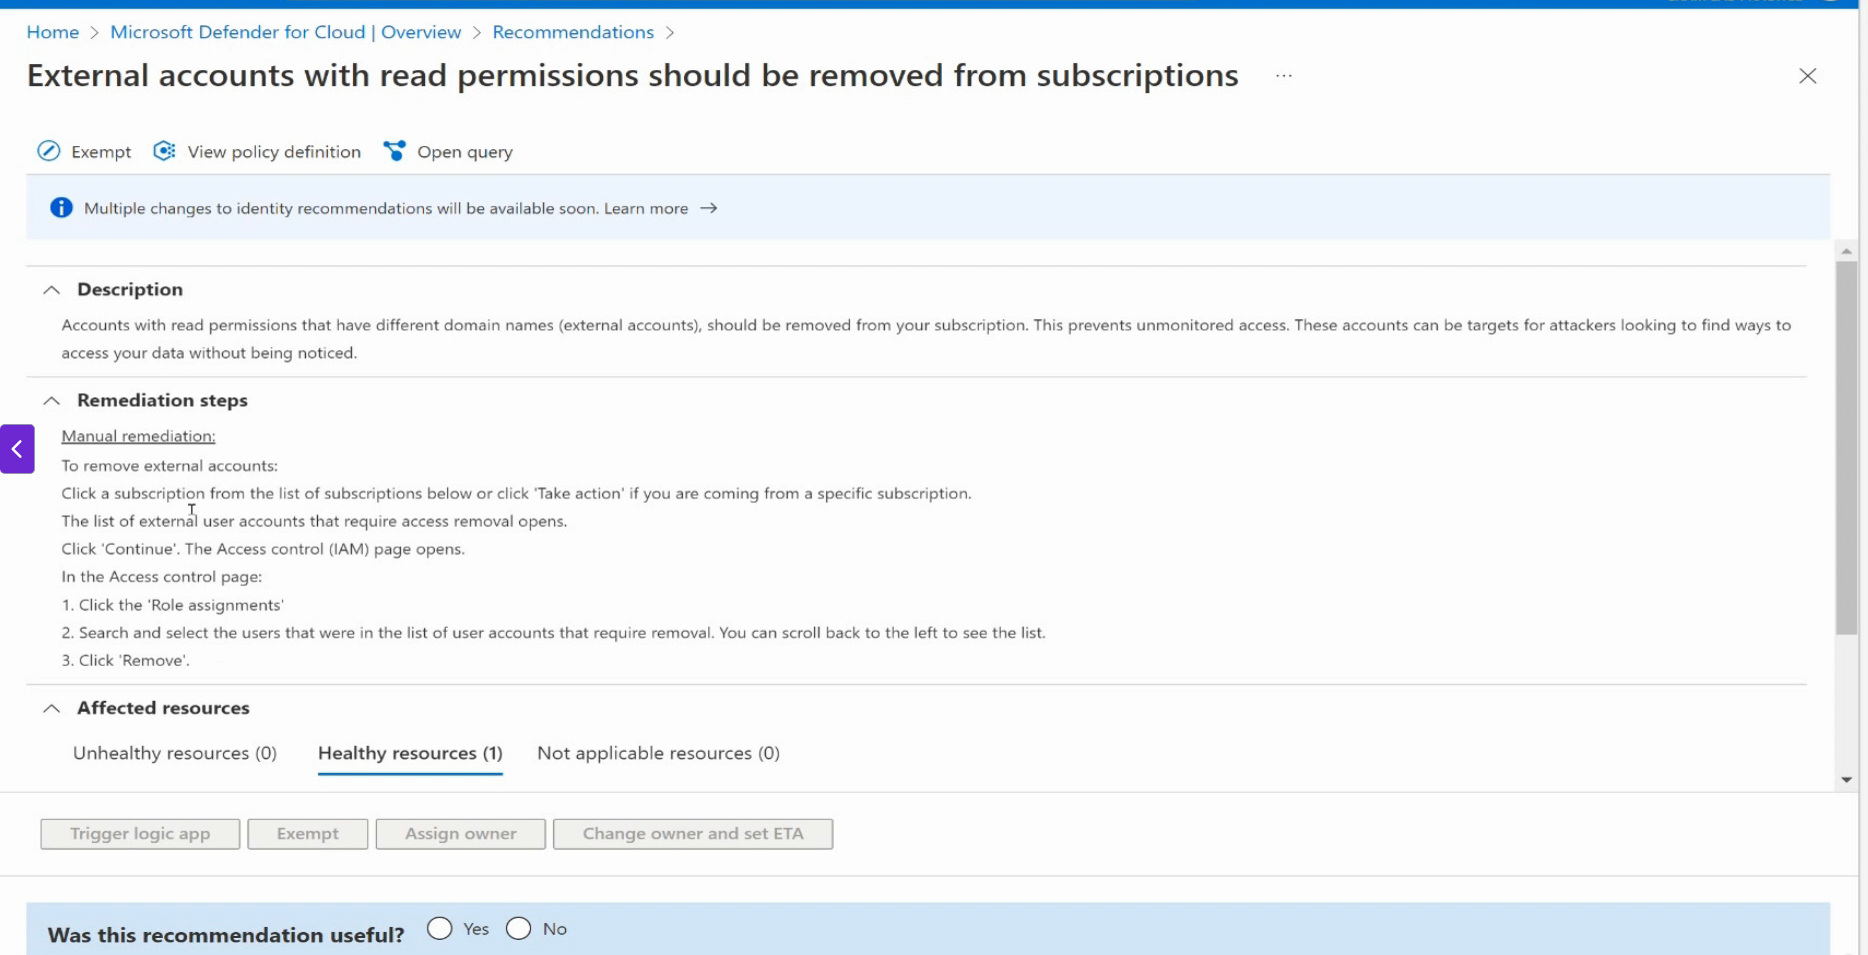 Home > Microsoft Defender for Cloud | Overview > Recommendations >
External accounts with read permissions should be removed from subscriptions ...
Exempt View policy definition Open query
Multiple changes to identity recommendations will be available soon. Learn more →
Description
Accounts with read permissions that have different domain names (external accounts), should be removed from your subscription. This prevents unmonitored access. These accounts can be targets for attackers looking to find ways to
access your data without being noticed.
Remediation steps
Manual remediation:
To remove external accounts:
Click a subscription from the list of subscriptions below or click 'Take action' if you are coming from a specific subscription.
The list of external user accounts that require access removal opens.
Click 'Continue'. The Access control (IAM) page opens.
In the Access control page:
1. Click the 'Role assignments'
2. Search and select the users that were in the list of user accounts that require removal. You can scroll back to the left to see the list.
3. Click 'Remove'.
Affected resources
Unhealthy resources (0) Healthy resources (1) Not applicable resources (0)
Trigger logic app Exempt Assign owner Change owner and set ETA
Was this recommendation useful? Yes No